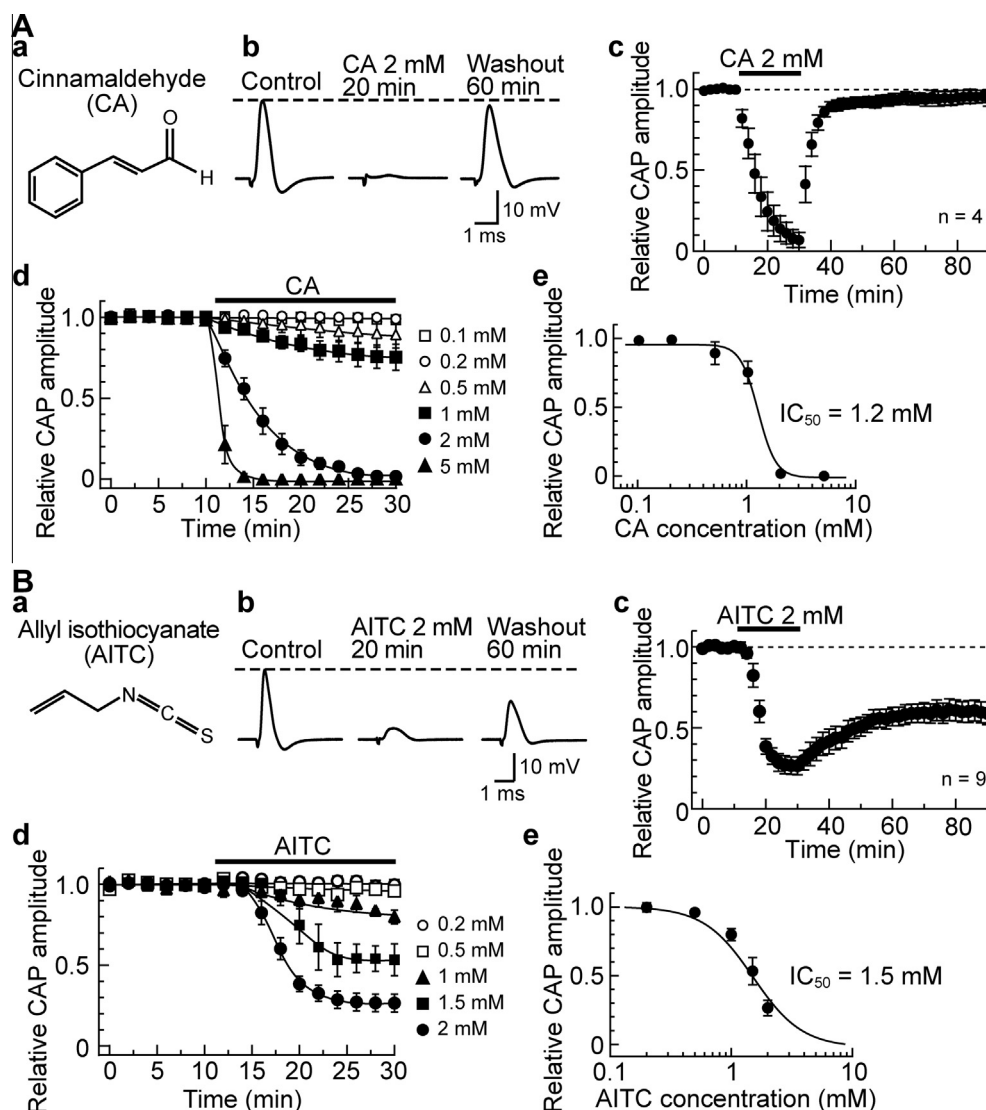 A
a
Cinnamaldehyde
(CA)
O
H
b
Control
CA 2 mM
20 min
Washout
60 min
10 mV
1 ms
c
CA 2 mM
Relative CAP amplitude
1.0
0.5
0
n = 4
0 20 40 60 80
Time (min)
d
CA
Relative CAP amplitude
1.0
0.5
0
0.1 mM
0.2 mM
0.5 mM
1 mM
2 mM
5 mM
0 5 10 15 20 25 30
Time (min)
e
Relative CAP amplitude
1.0
0.5
0
IC50 = 1.2 mM
0.1 1 10
CA concentration (mM)
B
a
Allyl isothiocyanate
(AITC)
N
C
S
b
Control
AITC 2 mM
20 min
Washout
60 min
10 mV
1 ms
c
AITC 2 mM
Relative CAP amplitude
1.0
0.5
0
n = 9
0 20 40 60 80
Time (min)
d
AITC
Relative CAP amplitude
1.0
0.5
0
0.2 mM
0.5 mM
1 mM
1.5 mM
2 mM
0 5 10 15 20 25 30
Time (min)
e
Relative CAP amplitude
1.0
0.5
0
IC50 = 1.5 mM
0.1 1 10
AITC concentration (mM)